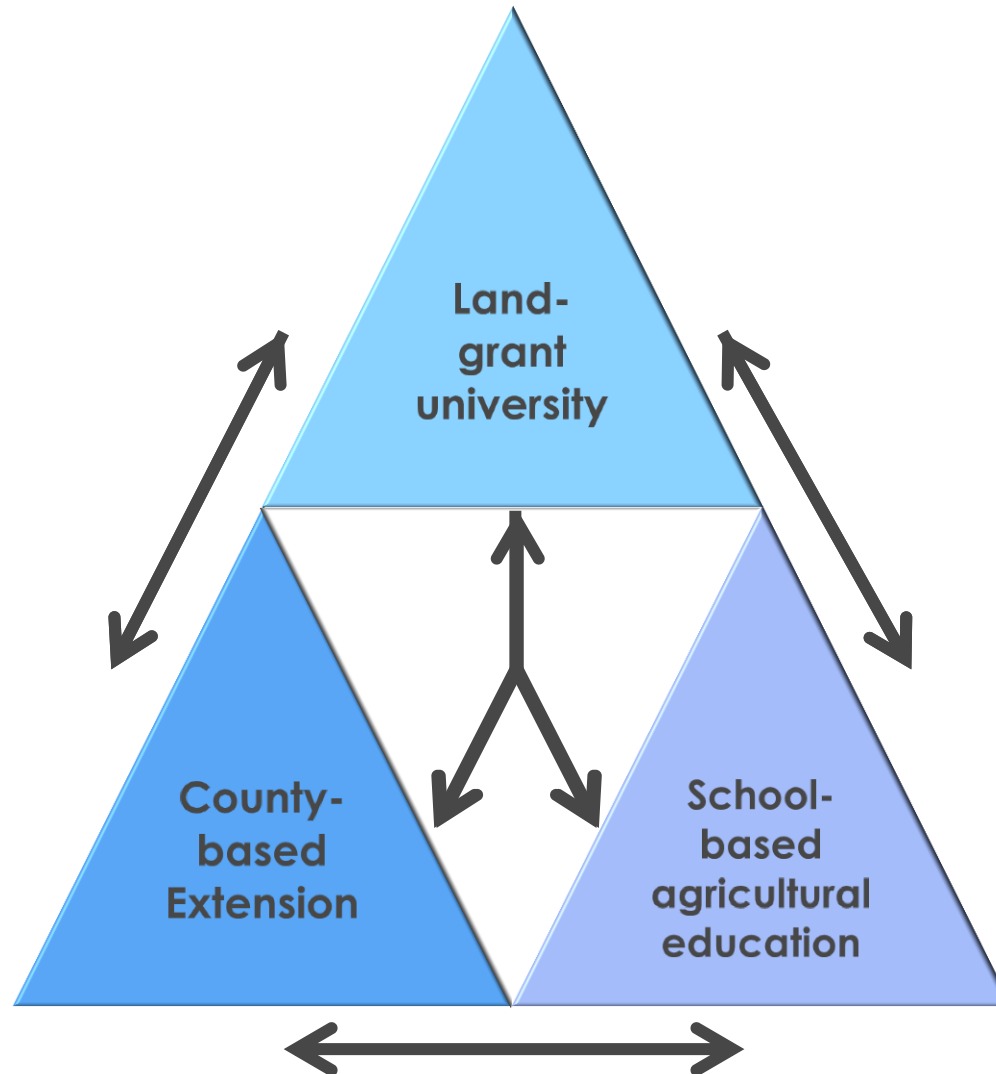 Land-
grant
university
County-
based
Extension
School-
based
agricultural
education